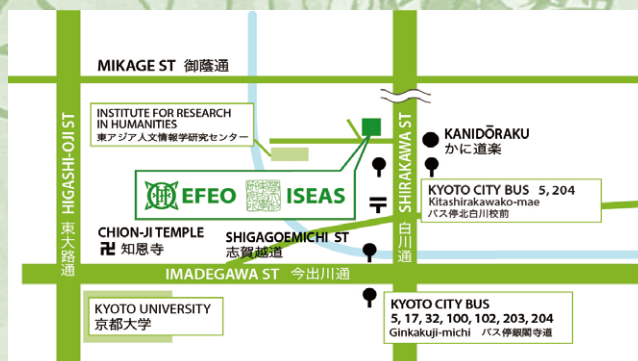 MIKAGE ST 御蔭通
HIGASHI-OJI ST 東大路通
INSTITUTE FOR RESEARCH
IN HUMANITIES
東アジア人文情報学研究センター
SHIRAKAWA ST 白川通
KANIDŌRAKU
かに道楽
EFEO ISEAS
KYOTO CITY BUS 5, 204
Kitashirakawako-mae
バス停北白川校前
〒
CHION-JI TEMPLE
卍 知恩寺
SHIGAGOEMICHI ST
志賀越道
IMADEGAWA ST 今出川通
KYOTO UNIVERSITY
京都大学
KYOTO CITY BUS
5, 17, 32, 100, 102, 203, 204
Ginkakuji-michi バス停銀閣寺道